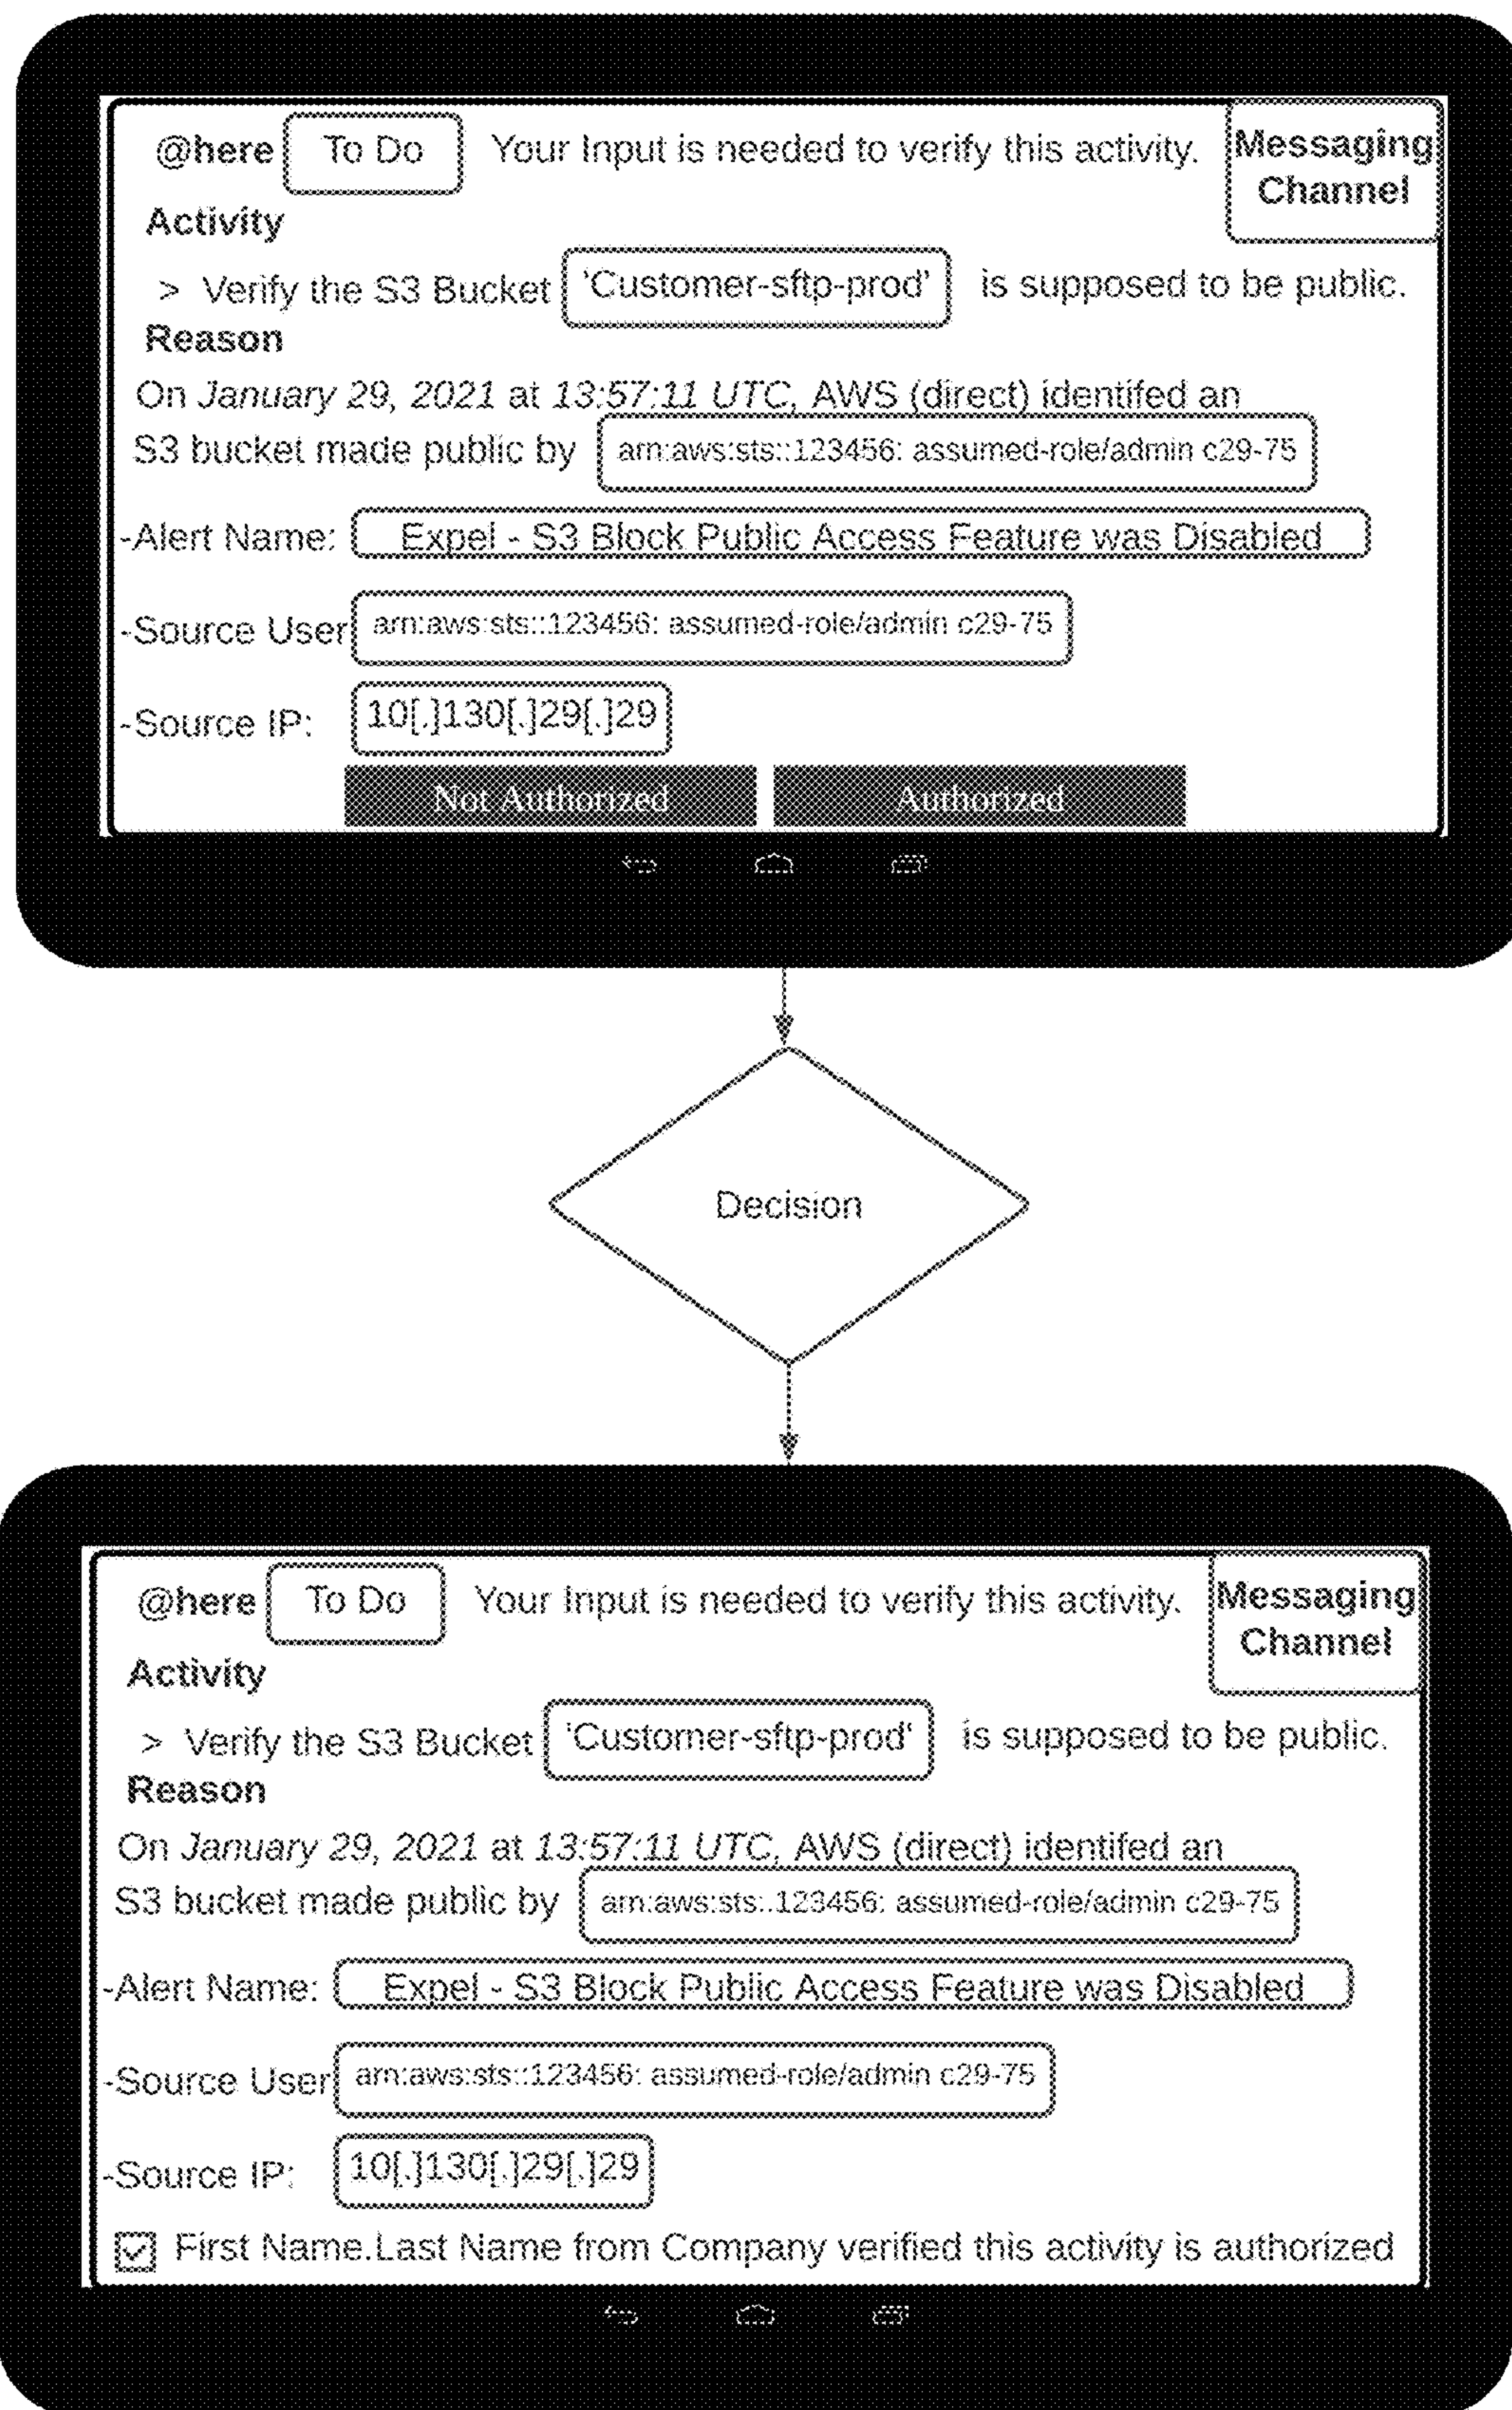 @here To Do Your Input is needed to verify this activity. Messaging Channel
Activity
> Verify the S3 Bucket 'Customer-sftp-prod' is supposed to be public.
Reason
On January 29, 2021 at 13:57:11 UTC, AWS (direct) identifed an
S3 bucket made public by arn:aws:sts::123456: assumed-role/admin c29-75
-Alert Name: Expel - S3 Block Public Access Feature was Disabled
-Source User arn:aws:sts::123456: assumed-role/admin c29-75
-Source IP: 10[.]130[.]29[.]29
Not Authorized Authorized
Decision
@here To Do Your Input is needed to verify this activity. Messaging Channel
Activity
> Verify the S3 Bucket 'Customer-sftp-prod' is supposed to be public.
Reason
On January 29, 2021 at 13:57:11 UTC, AWS (direct) identifed an
S3 bucket made public by arn:aws:sts::123456: assumed-role/admin c29-75
-Alert Name: Expel - S3 Block Public Access Feature was Disabled
-Source User arn:aws:sts::123456: assumed-role/admin c29-75
-Source IP: 10[.]130[.]29[.]29
First Name.Last Name from Company verified this activity is authorized